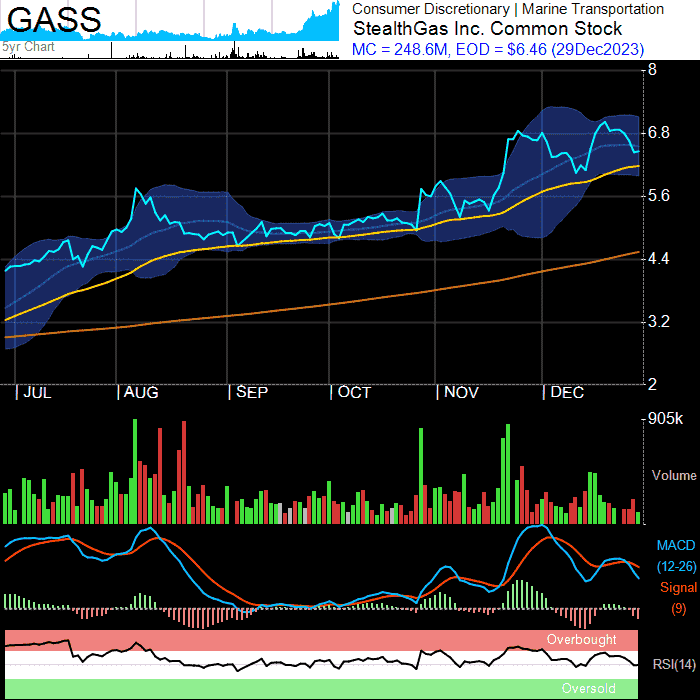 GASS
5yr Chart
Consumer Discretionary | Marine Transportation
StealthGas Inc. Common Stock
MC = 248.6M, EOD = $6.46 (29Dec2023)
8
6.8
5.6
4.4
3.2
2
| JUL | AUG | SEP | OCT | NOV | DEC
905k
Volume
MACD
(12-26)
Signal
(9)
Overbought
RSI(14)
Oversold